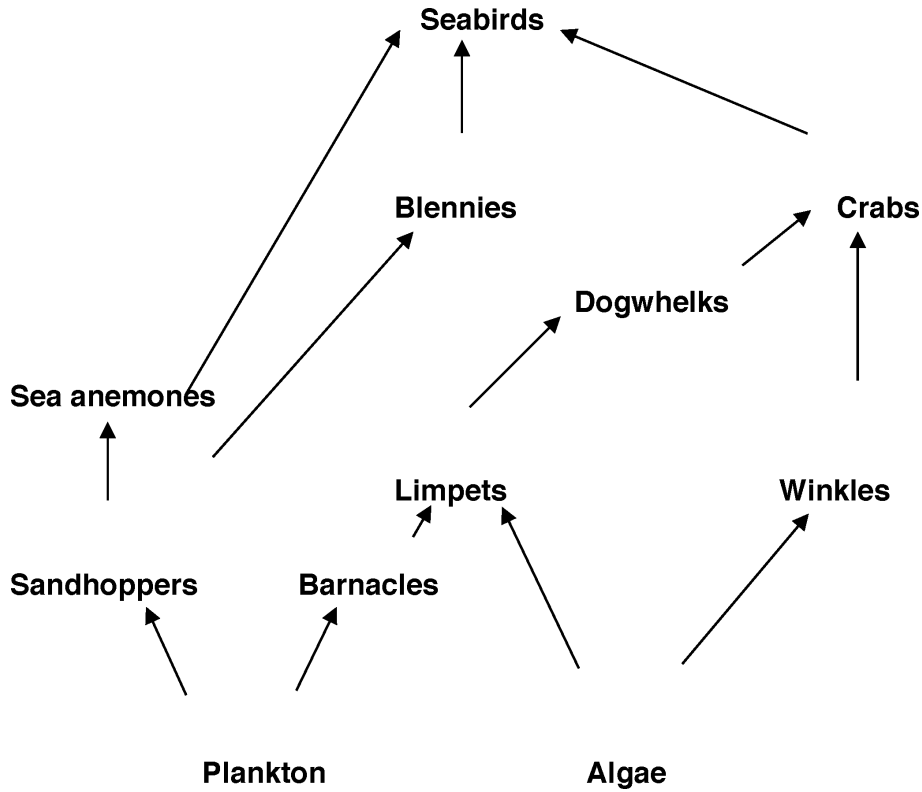 Seabirds
Blennies
Crabs
Dogwhelks
Sea anemones
Limpets
Winkles
Sandhoppers
Barnacles
Plankton
Algae